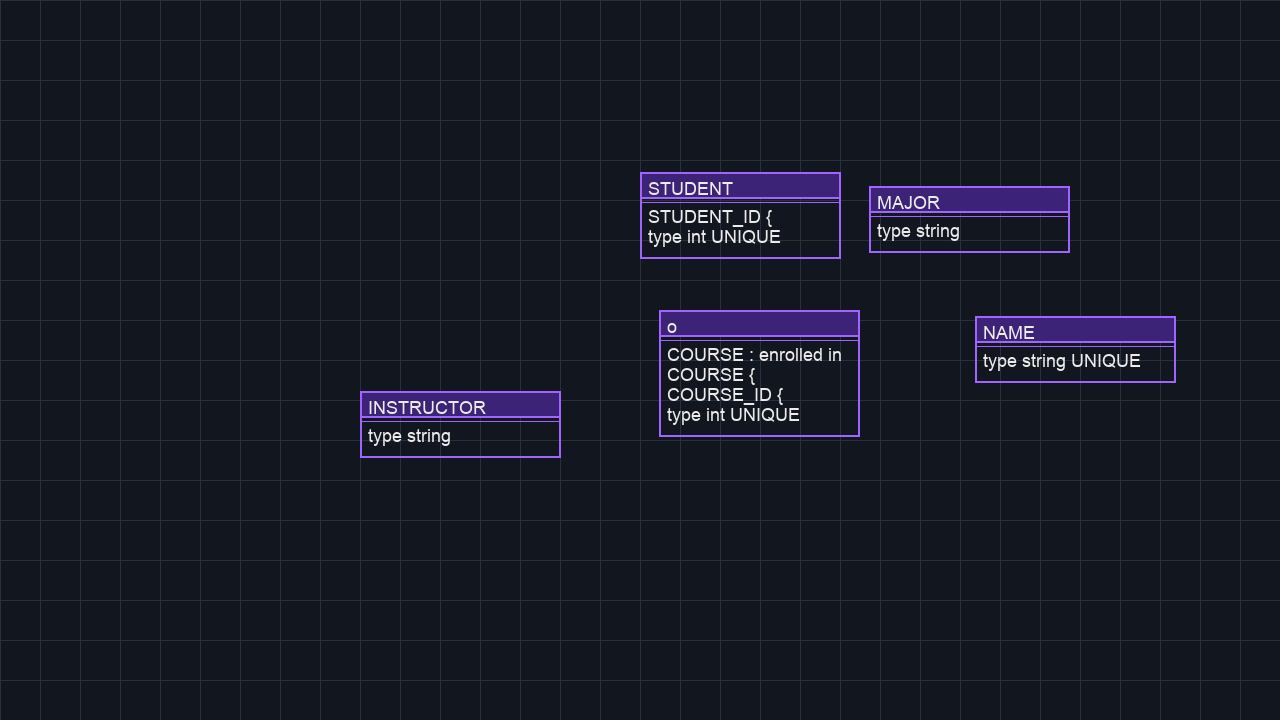 STUDENT
STUDENT_ID {
type int UNIQUE
MAJOR
type string
o
COURSE : enrolled in
COURSE {
COURSE_ID {
type int UNIQUE
NAME
type string UNIQUE
INSTRUCTOR
type string